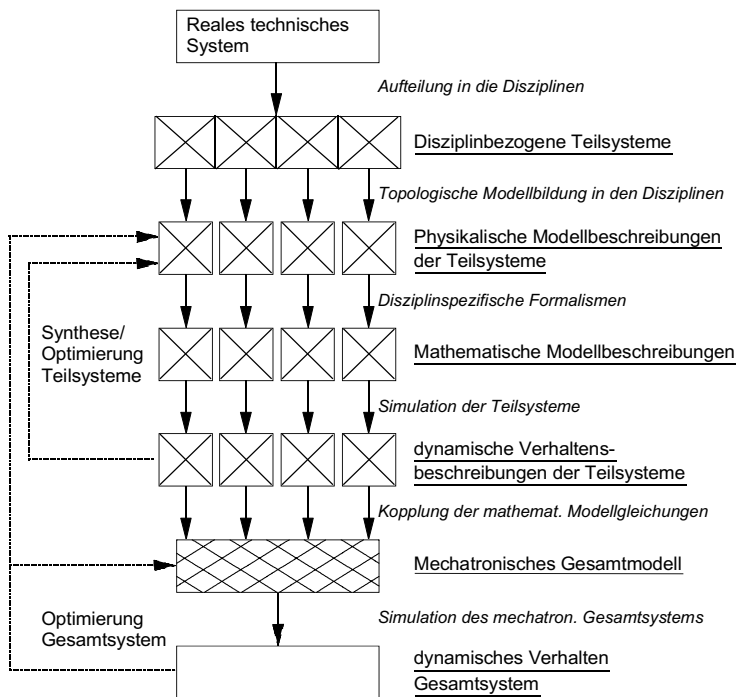 Reales technisches
System
Aufteilung in die Disziplinen
Disziplinbezogene Teilsysteme
Topologische Modellbildung in den Disziplinen
Physikalische Modellbeschreibungen
der Teilsysteme
Disziplinspezifische Formalismen
Synthese/
Optimierung
Teilsysteme
Mathematische Modellbeschreibungen
Simulation der Teilsysteme
dynamische Verhaltens-
beschreibungen der Teilsysteme
Kopplung der mathemat. Modellgleichungen
Mechatronisches Gesamtmodell
Optimierung
Gesamtsystem
Simulation des mechatron. Gesamtsystems
dynamisches Verhalten
Gesamtsystem